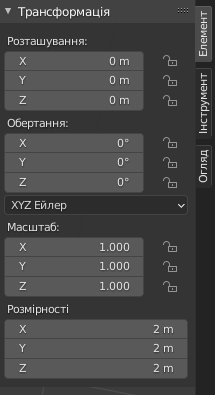 Трансформація
Розташування:
X 0 m
Y 0 m
Z 0 m
Обертання:
X 0°
Y 0°
Z 0°
XYZ Ейлер
Масштаб:
X 1.000
Y 1.000
Z 1.000
Розмірності
X 2 m
Y 2 m
Z 2 m
Елемент
Інструмент
Огляд